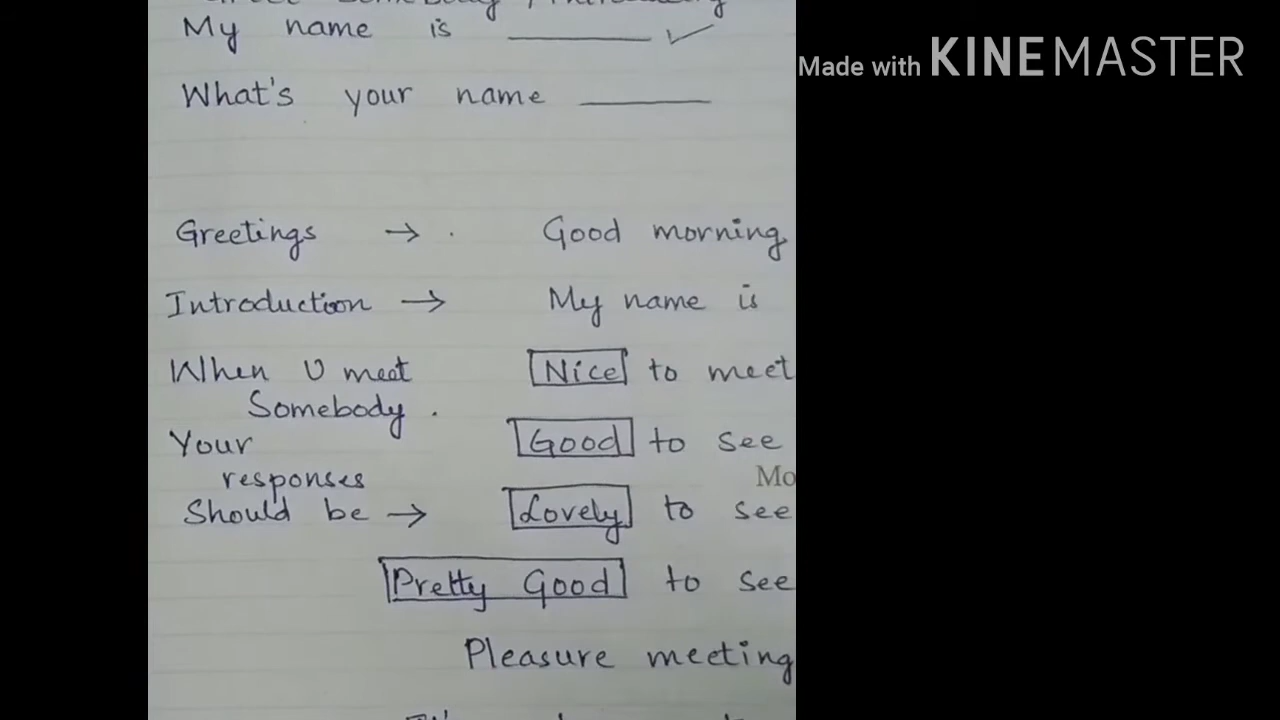 Somebody / Introducing
My name is
What's your name
Greetings → Good morning
Introduction → My name is
When U meet Nice to meet
Somebody.
Your Good to see
responses
Should be → Lovely to see
Pretty Good to see
Pleasure meeting
Made with KINEMASTER